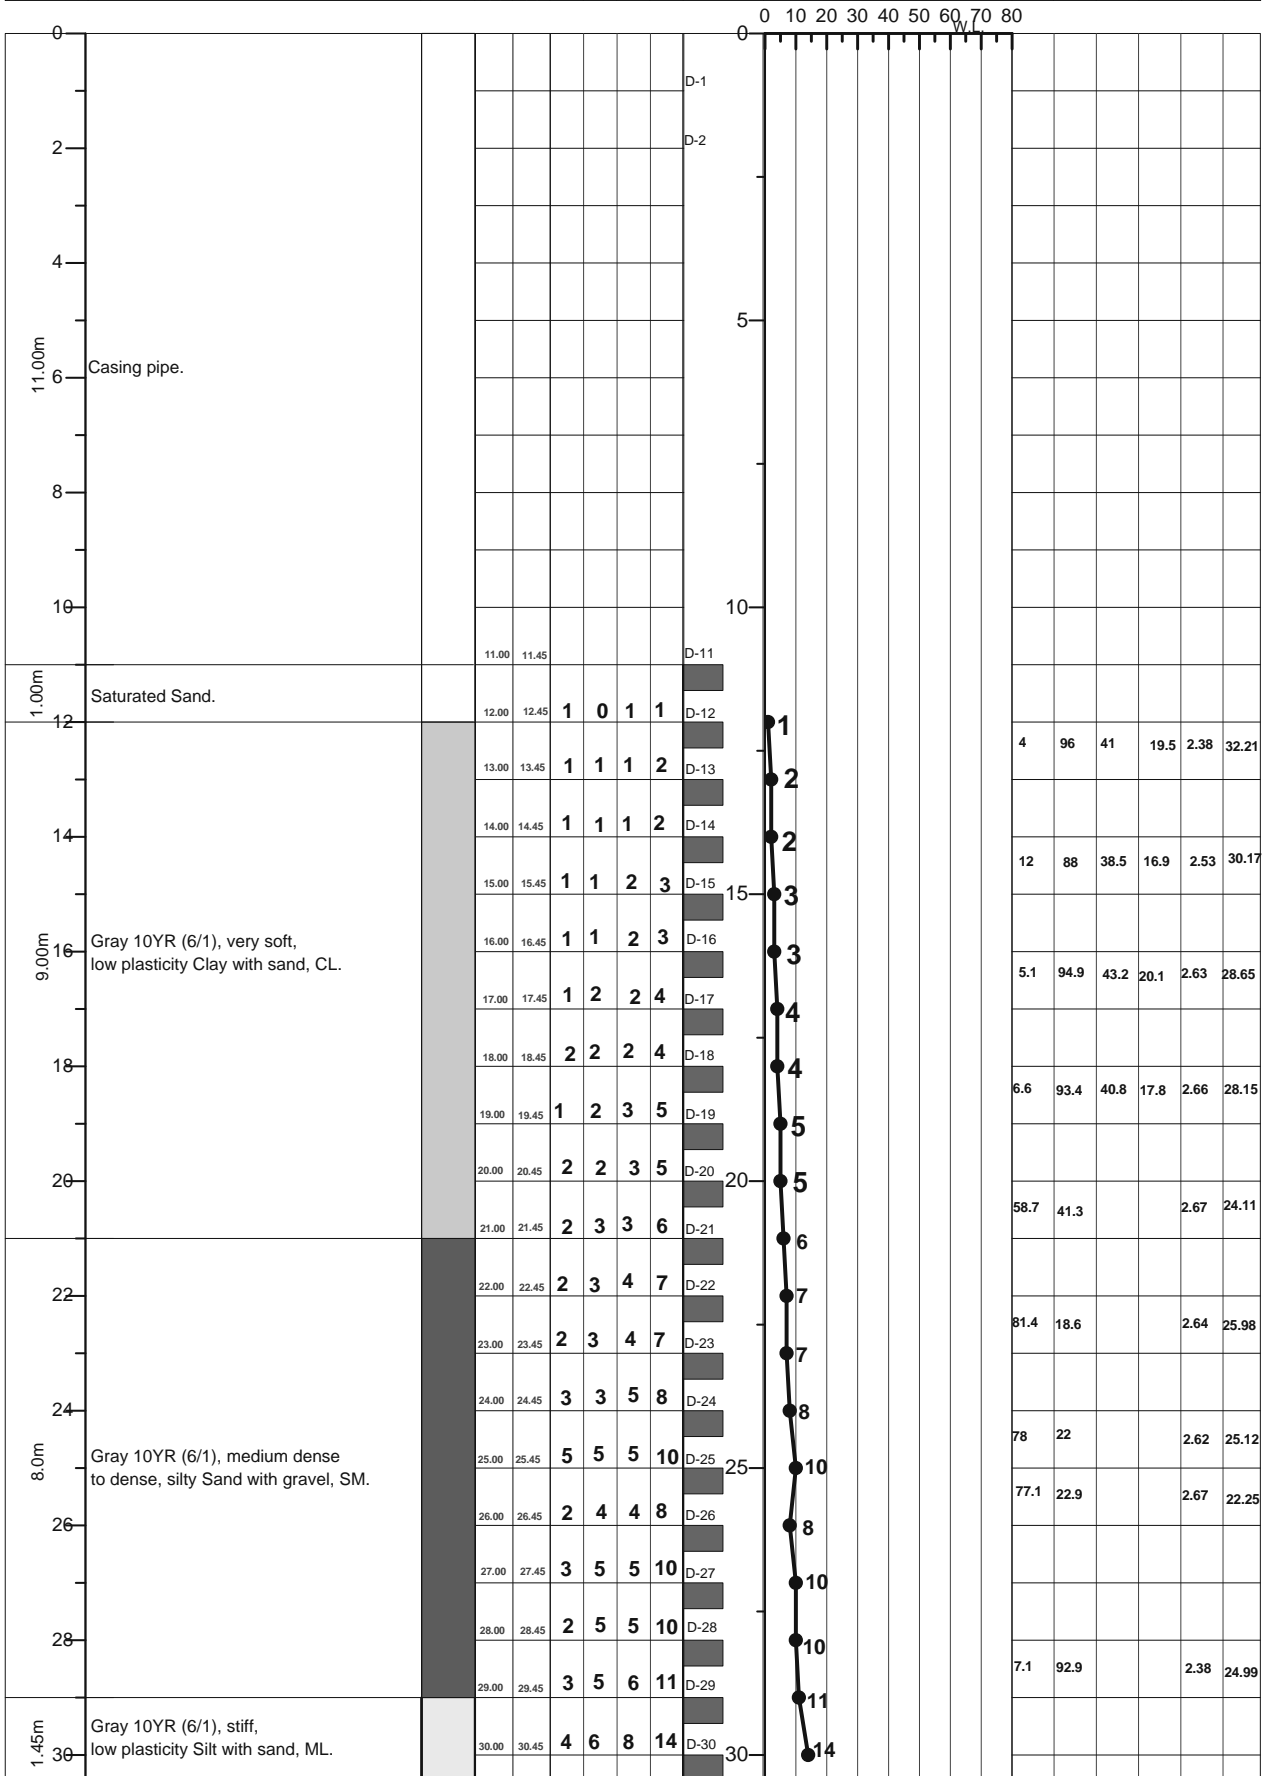 0 10 20 30 40 50 60 70 80
W.L.
0 0
D-1
2 D-2
4
5
11.00m
6 Casing pipe.
8
10 10
11.00 11.45 D-11
1.00m Saturated Sand.
12.00 12.45 1 0 1 1 D-12
12 1
4 96 41 19.5 2.38 32.21
13.00 13.45 1 1 1 2 D-13 2
14.00 14.45 1 1 1 2 D-14
14 2
12 88 38.5 16.9 2.53 30.17
15.00 15.45 1 1 2 3 D-15 15 3
9.00m
Gray 10YR (6/1), very soft,
low plasticity Clay with sand, CL.
16.00 16.45 1 1 2 3 D-16
16 3
5.1 94.9 43.2 20.1 2.63 28.65
17.00 17.45 1 2 2 4 D-17 4
18.00 18.45 2 2 2 4 D-18
18 4
6.6 93.4 40.8 17.8 2.66 28.15
19.00 19.45 1 2 3 5 D-19 5
20.00 20.45 2 2 3 5 D-20
20 20 5
58.7 41.3 2.67 24.11
21.00 21.45 2 3 3 6 D-21 6
22.00 22.45 2 3 4 7 D-22
22 7
81.4 18.6 2.64 25.98
23.00 23.45 2 3 4 7 D-23 7
24.00 24.45 3 3 5 8 D-24
24 8
78 22 2.62 25.12
8.0m
Gray 10YR (6/1), medium dense
to dense, silty Sand with gravel, SM.
25.00 25.45 5 5 5 10 D-25 25 10
77.1 22.9 2.67 22.25
26.00 26.45 2 4 4 8 D-26
26 8
27.00 27.45 3 5 5 10 D-27 10
28.00 28.45 2 5 5 10 D-28
28 10
7.1 92.9 2.38 24.99
29.00 29.45 3 5 6 11 D-29 11
1.45m
Gray 10YR (6/1), stiff,
low plasticity Silt with sand, ML.
30.00 30.45 4 6 8 14 D-30
30 30 14